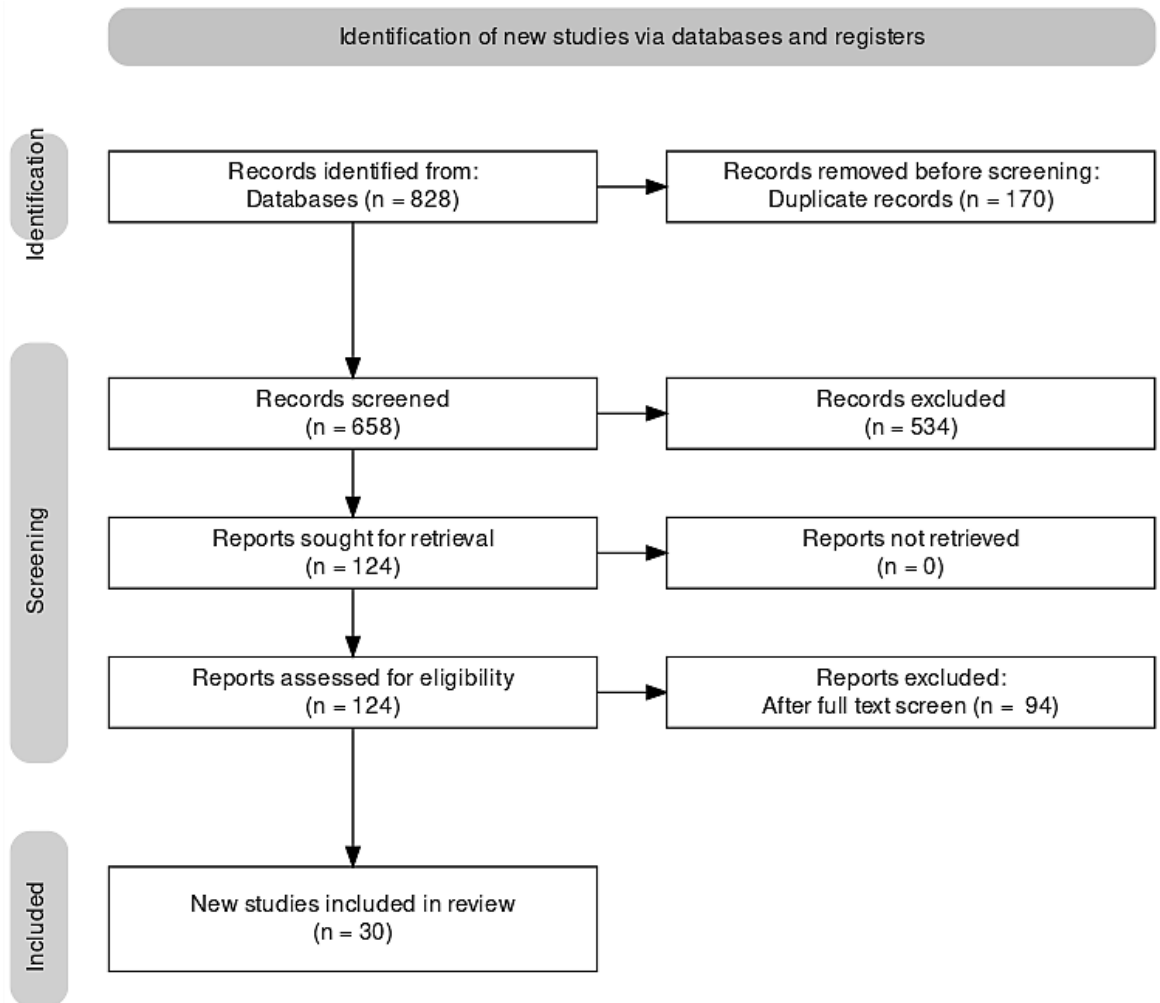 Identification of new studies via databases and registers
Identification
Records identified from:
Databases (n = 828)
Records removed before screening:
Duplicate records (n = 170)
Screening
Records screened
(n = 658)
Records excluded
(n = 534)
Reports sought for retrieval
(n = 124)
Reports not retrieved
(n = 0)
Reports assessed for eligibility
(n = 124)
Reports excluded:
After full text screen (n = 94)
Included
New studies included in review
(n = 30)